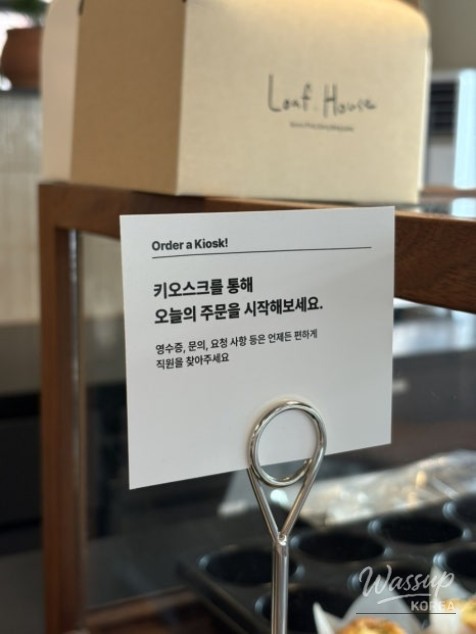 Loaf. House
Order a Kiosk!
키오스크를 통해
오늘의 주문을 시작해보세요.
영수증, 문의, 요청 사항 등은 언제든 편하게
직원을 찾아주세요
Wassup
KOREA